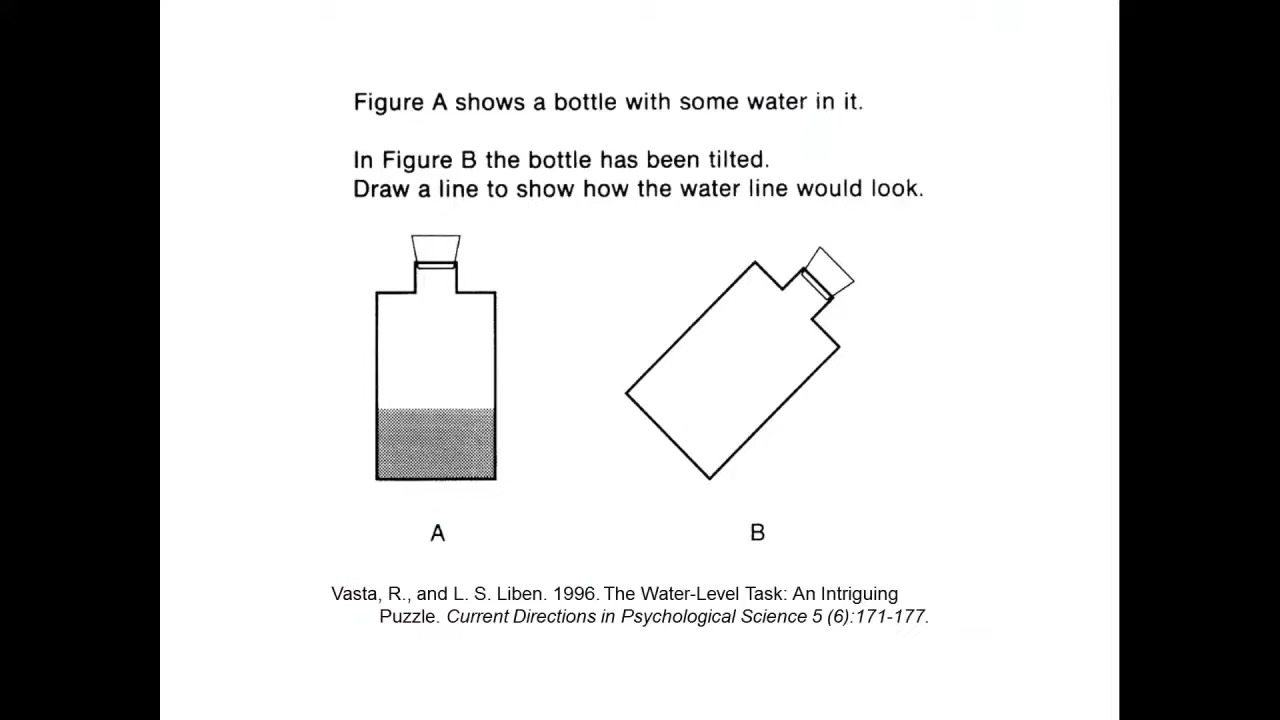 Figure A shows a bottle with some water in it.
In Figure B the bottle has been tilted.
Draw a line to show how the water line would look.
A
B
Vasta, R., and L. S. Liben. 1996. The Water-Level Task: An Intriguing
Puzzle. Current Directions in Psychological Science 5 (6):171-177.